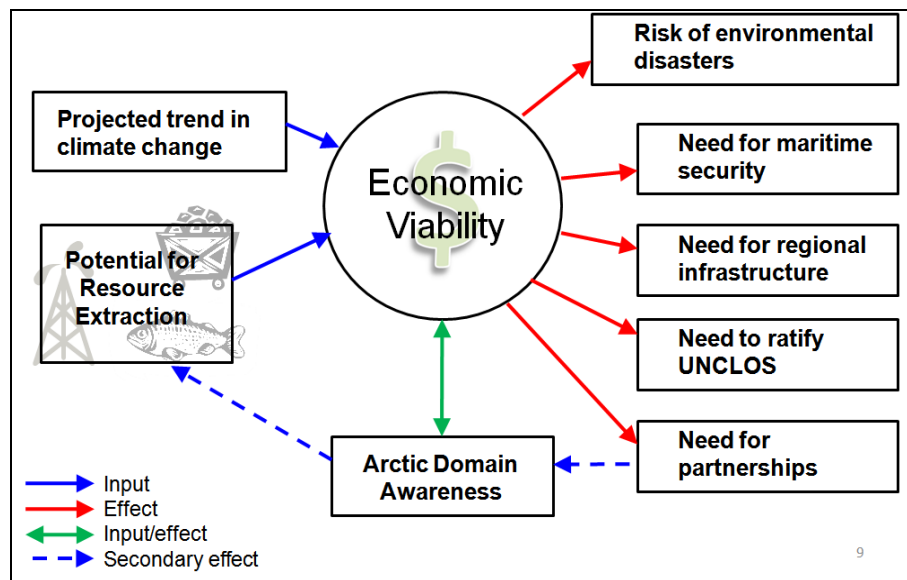 Risk of environmental
disasters
Projected trend in
climate change
$
Economic
Viability
Need for maritime
security
Potential for
Resource
Extraction
Need for regional
infrastructure
Need to ratify
UNCLOS
Arctic Domain
Awareness
Need for
partnerships
Input
Effect
Input/effect
Secondary effect
9